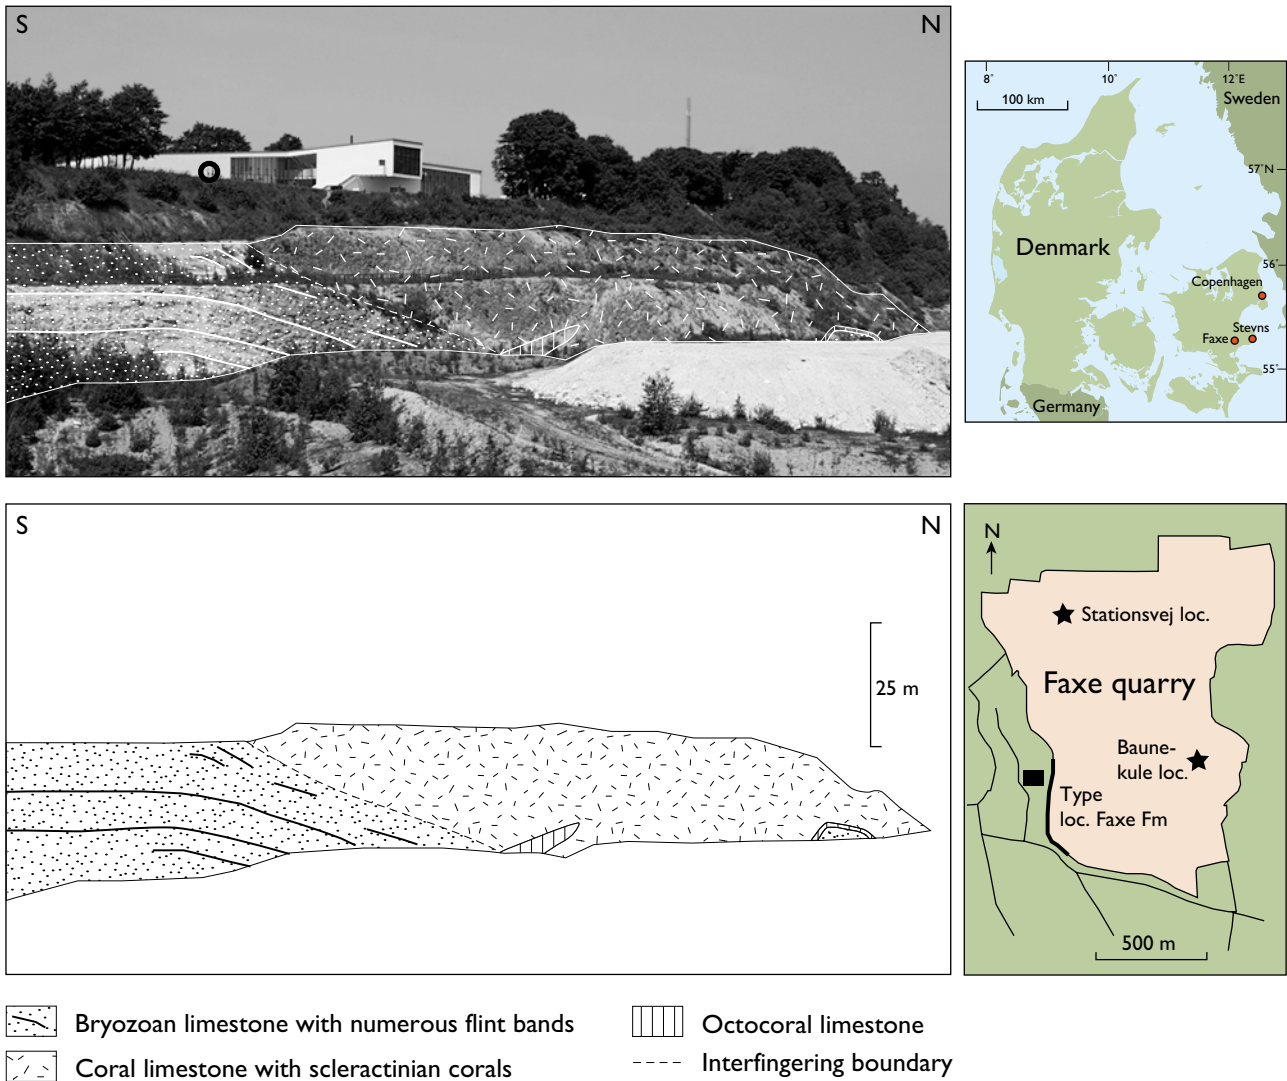 S
N
8°
10°
12°E
100 km
Sweden
57°N
Denmark
56°
Copenhagen
Stevns
Faxe
55°
Germany
S
N
25 m
N
Stationsvej loc.
Faxe quarry
Baune-
kule loc.
Type
loc. Faxe Fm
500 m
Bryozoan limestone with numerous flint bands
Octocoral limestone
Coral limestone with scleractinian corals
Interfingering boundary